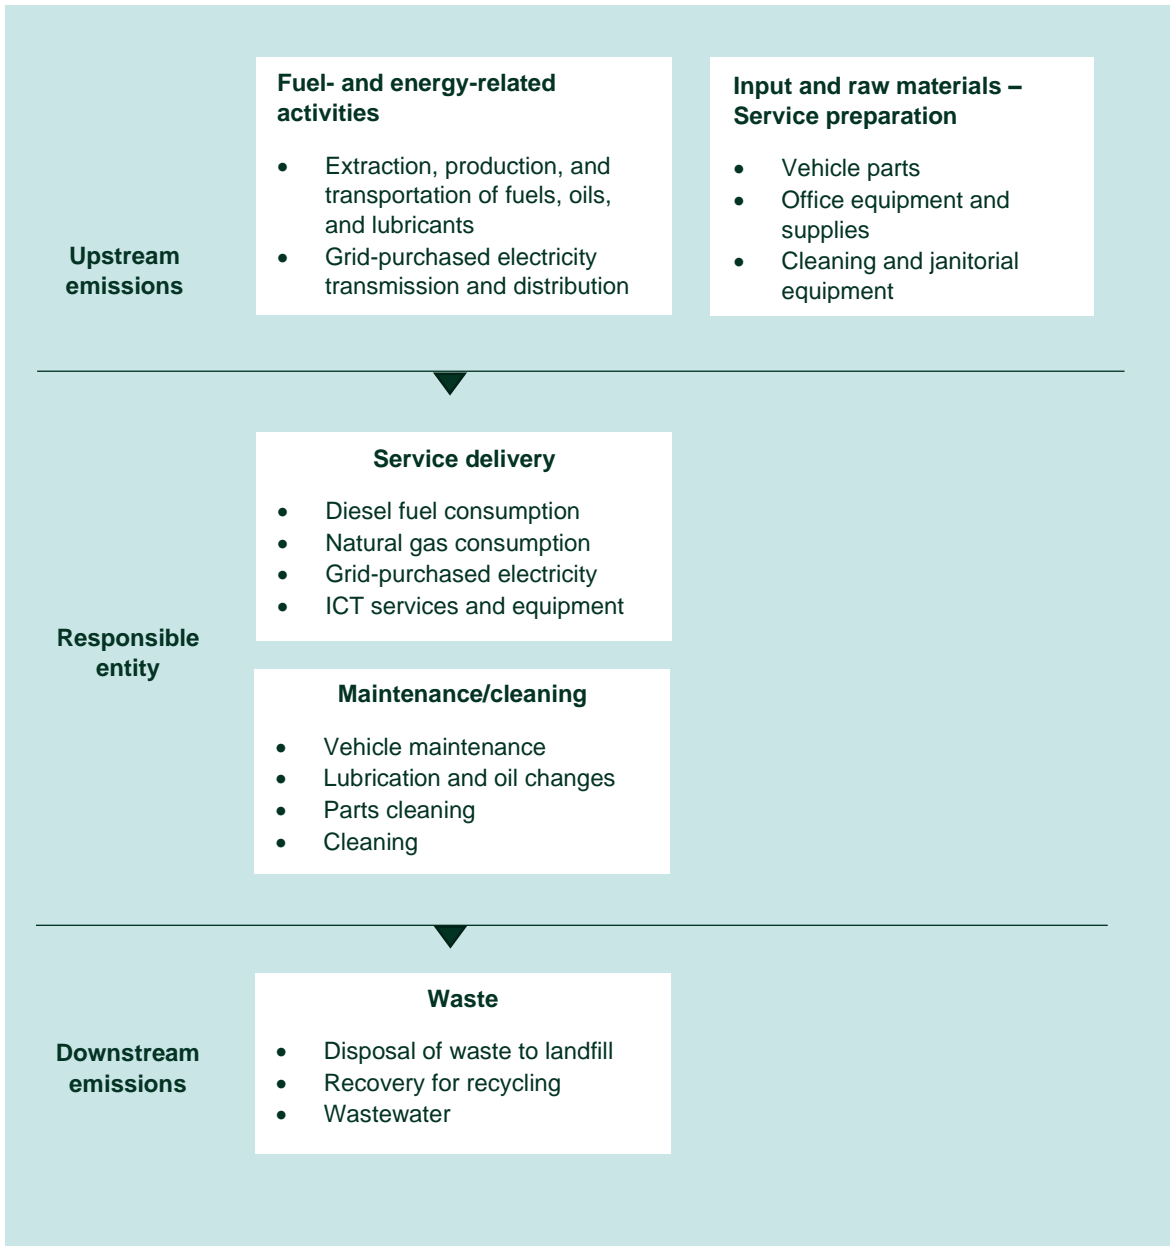 Upstream
emissions
Fuel- and energy-related
activities
• Extraction, production, and
transportation of fuels, oils,
and lubricants
• Grid-purchased electricity
transmission and distribution
Input and raw materials –
Service preparation
• Vehicle parts
• Office equipment and
supplies
• Cleaning and janitorial
equipment
Responsible
entity
Service delivery
• Diesel fuel consumption
• Natural gas consumption
• Grid-purchased electricity
• ICT services and equipment
Maintenance/cleaning
• Vehicle maintenance
• Lubrication and oil changes
• Parts cleaning
• Cleaning
Downstream
emissions
Waste
• Disposal of waste to landfill
• Recovery for recycling
• Wastewater